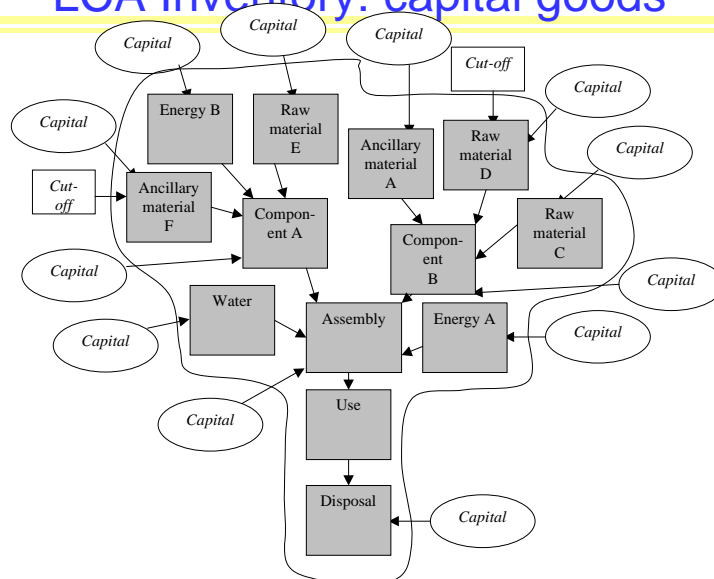 LCA Inventory: capital goods
Capital
Capital
Capital
Cut-off
Capital
Capital
Energy B
Raw
material
E
Ancillary
material
A
Raw
material
D
Capital
Cut-
off
Ancillary
material
F
Compon-
ent A
Compon-
ent
B
Raw
material
C
Capital
Capital
Water
Assembly
Energy A
Capital
Capital
Capital
Use
Disposal
Capital